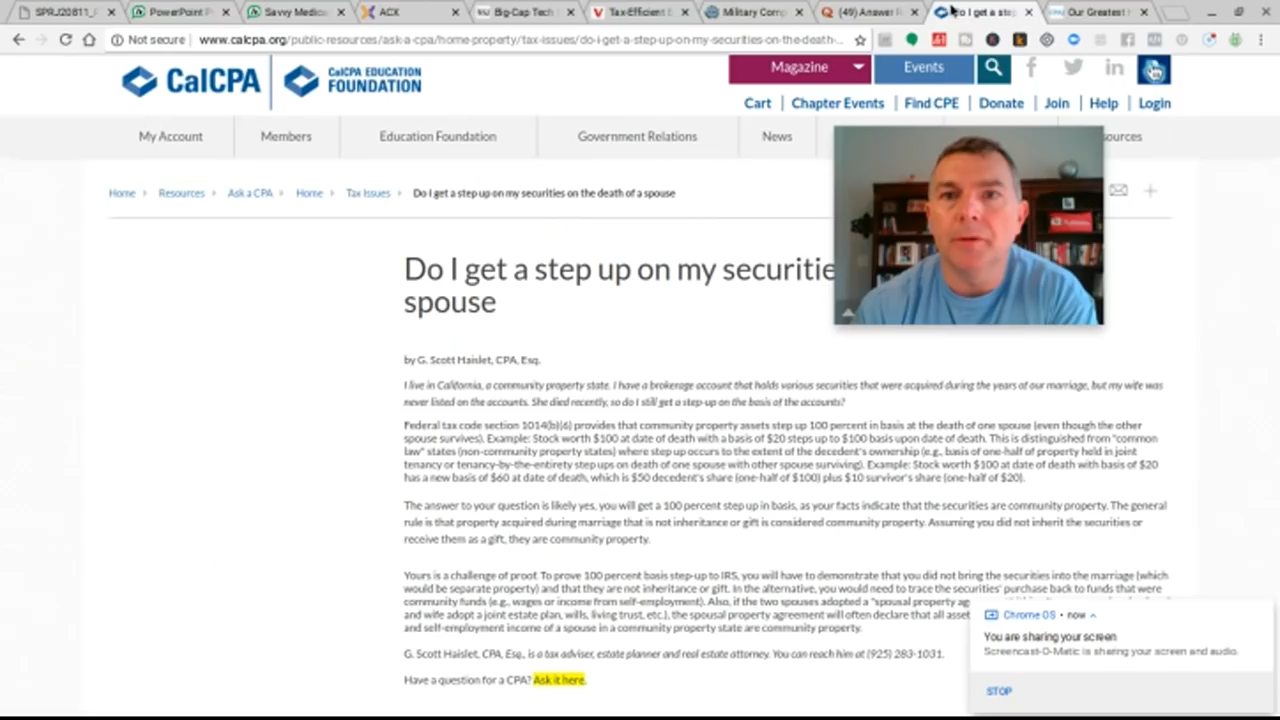 SPRJ20811_F
PowerPoint P
Savvy Medica
ACX
Big-Cap Tech
Tax-Efficient
Military Comp
(49) Answer
Do I get a step
Our Greatest
Not secure
www.calcpa.org/public-resources/ask-a-cpa/home-property/tax-issues/do-i-get-a-step-up-on-my-securities-on-the-death-...
CalCPA
CalCPA EDUCATION
FOUNDATION
Magazine
Events
Cart | Chapter Events | Find CPE | Donate | Join | Help | Login
My Account
Members
Education Foundation
Government Relations
News
sources
Home
Resources
Ask a CPA
Home
Tax Issues
Do I get a step up on my securities on the death of a spouse
Do I get a step up on my securitie
spouse
by G. Scott Haislet, CPA, Esq.
I live in California, a community property state. I have a brokerage account that holds various securities that were acquired during the years of our marriage, but my wife was
never listed on the accounts. She died recently, so do I still get a step-up on the basis of the accounts?
Federal tax code section 1014(b)(6) provides that community property assets step up 100 percent in basis at the death of one spouse (even though the other
spouse survives). Example: Stock worth $100 at date of death with a basis of $20 steps up to $100 basis upon date of death. This is distinguished from "common
law" states (non-community property states) where step up occurs to the extent of the decedent's ownership (e.g., basis of one-half of property held in joint
tenancy or tenancy-by-the-entirety step ups on death of one spouse with other spouse surviving). Example: Stock worth $100 at date of death with basis of $20
has a new basis of $60 at date of death, which is $50 decedent's share (one-half of $100) plus $10 survivor's share (one-half of $20).
The answer to your question is likely yes, you will get a 100 percent step up in basis, as your facts indicate that the securities are community property. The general
rule is that property acquired during marriage that is not inheritance or gift is considered community property. Assuming you did not inherit the securities or
receive them as a gift, they are community property.
Yours is a challenge of proof. To prove 100 percent basis step-up to IRS, you will have to demonstrate that you did not bring the securities into the marriage (which
would be separate property) and that they are not inheritance or gift. In the alternative, you would need to trace the securities' purchase back to funds that were
community funds (e.g., wages or income from self-employment). Also, if the two spouses adopted a "spousal property
and wife adopt a joint estate plan, wills, living trust, etc.), the spousal property agreement will often declare that all asset
and self-employment income of a spouse in a community property state are community property.
G. Scott Haislet, CPA, Esq., is a tax adviser, estate planner and real estate attorney. You can reach him at (925) 283-1031.
Have a question for a CPA? Ask it here.
Chrome OS • now
You are sharing your screen
Screencast-O-Matic is sharing your screen and audio.
STOP